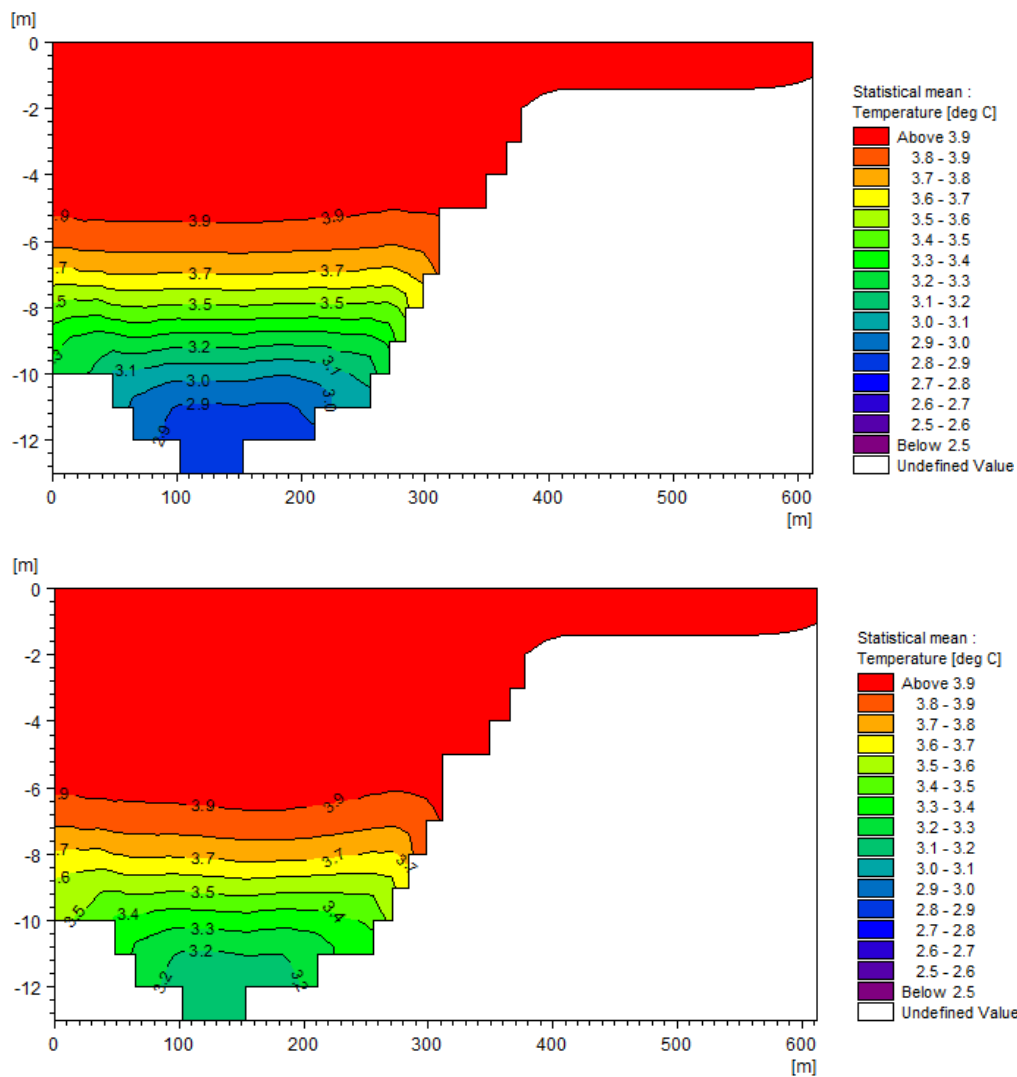 [m]
0
-2
-4
-6
-8
-10
-12
0 100 200 300 400 500 600
[m]
.9 3.9 3.9
.7 3.7 3.7
.5 3.5 3.5
.3 3.2 3.1
3.1 3.0 3.0
2.9 2.9
Statistical mean :
Temperature [deg C]
Above 3.9
3.8 - 3.9
3.7 - 3.8
3.6 - 3.7
3.5 - 3.6
3.4 - 3.5
3.3 - 3.4
3.2 - 3.3
3.1 - 3.2
3.0 - 3.1
2.9 - 3.0
2.8 - 2.9
2.7 - 2.8
2.6 - 2.7
2.5 - 2.6
Below 2.5
Undefined Value
[m]
0
-2
-4
-6
-8
-10
-12
0 100 200 300 400 500 600
[m]
.9 3.9 3.9
.7 3.7 3.7 3.7
.6 3.5 3.4
3.5 3.4 3.3
3.2 3.2 3.2
Statistical mean :
Temperature [deg C]
Above 3.9
3.8 - 3.9
3.7 - 3.8
3.6 - 3.7
3.5 - 3.6
3.4 - 3.5
3.3 - 3.4
3.2 - 3.3
3.1 - 3.2
3.0 - 3.1
2.9 - 3.0
2.8 - 2.9
2.7 - 2.8
2.6 - 2.7
2.5 - 2.6
Below 2.5
Undefined Value